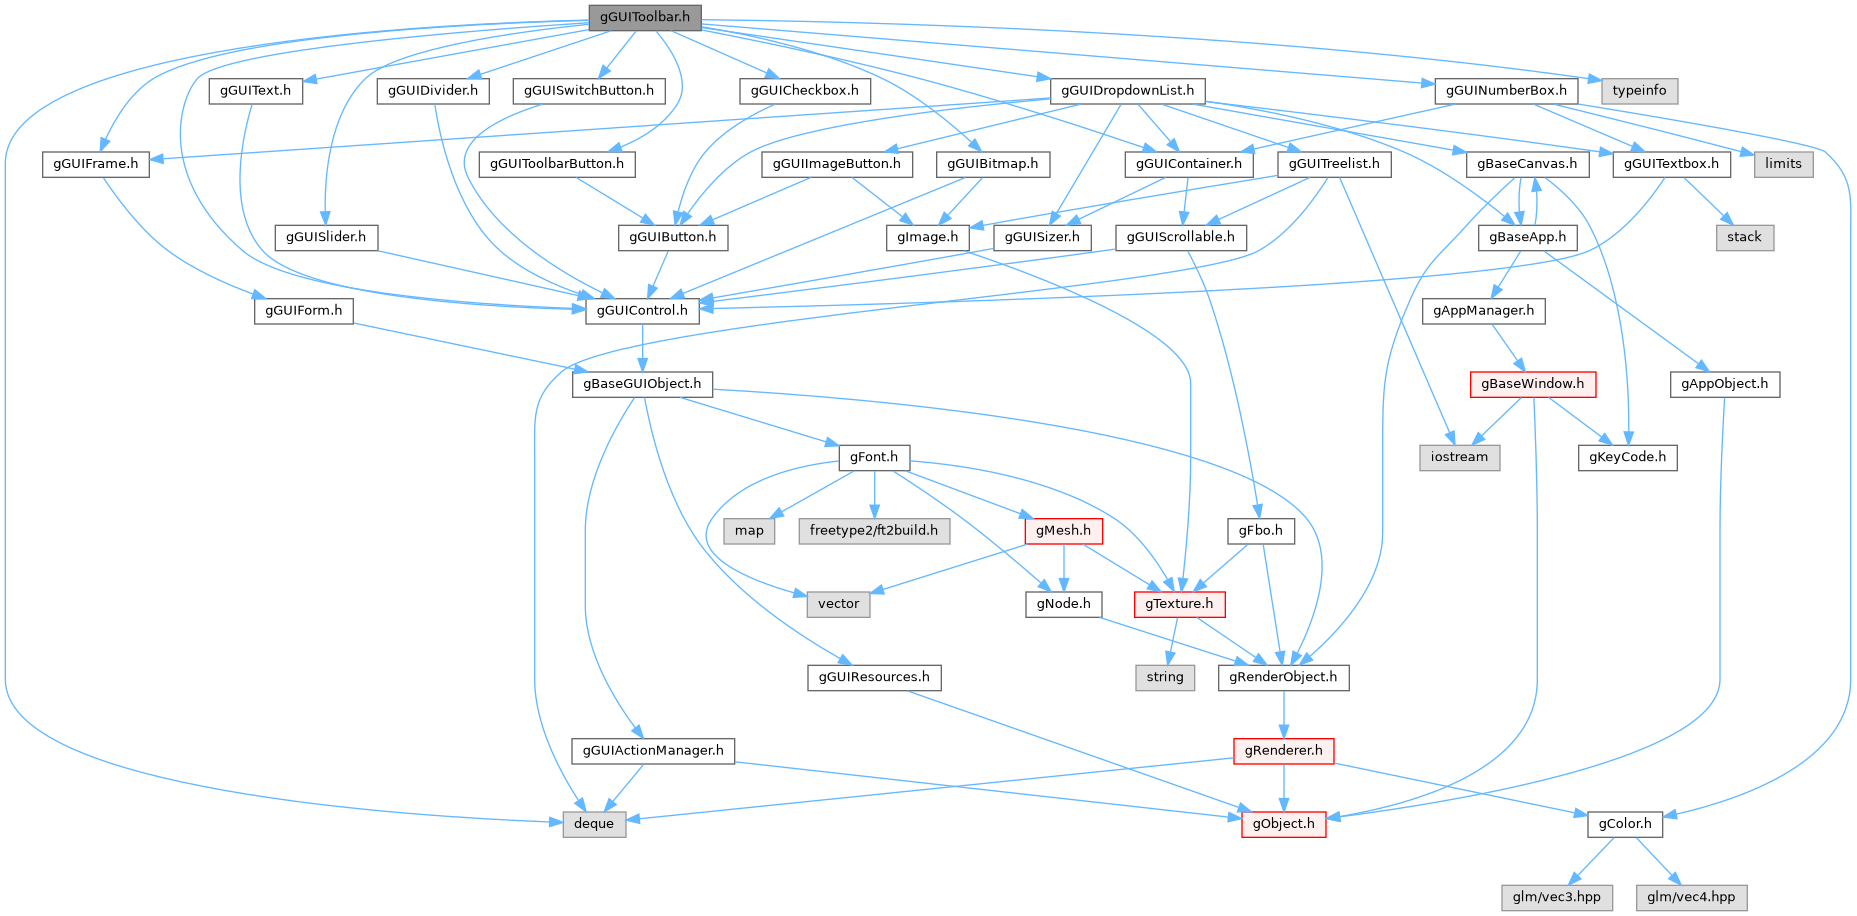 gGUIToolbar.h
gGUIText.h
gGUIDivider.h
gGUISwitchButton.h
gGUICheckbox.h
gGUIDropdownList.h
gGUINumberBox.h
typeinfo
gGUIFrame.h
gGUIToolbarButton.h
gGUIImageButton.h
gGUIBitmap.h
gGUIContainer.h
gGUITreelist.h
gBaseCanvas.h
gGUITextbox.h
limits
gGUISlider.h
gGUIButton.h
gImage.h
gGUISizer.h
gGUIScrollable.h
gBaseApp.h
stack
gGUIForm.h
gGUIControl.h
gAppManager.h
gBaseGUIObject.h
gBaseWindow.h
gAppObject.h
gFont.h
iostream
gKeyCode.h
map
freetype2/ft2build.h
gMesh.h
gFbo.h
vector
gNode.h
gTexture.h
gGUIResources.h
string
gRenderObject.h
gGUIActionManager.h
gRenderer.h
deque
gObject.h
gColor.h
glm/vec3.hpp
glm/vec4.hpp